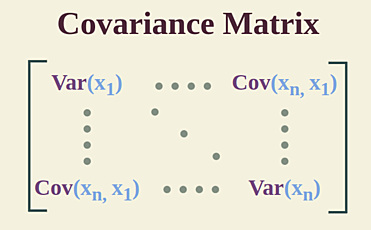 Covariance Matrix
Var(x₁) .... Cov(xₙ, x₁)
Cov(xₙ, x₁) .... Var(xₙ)